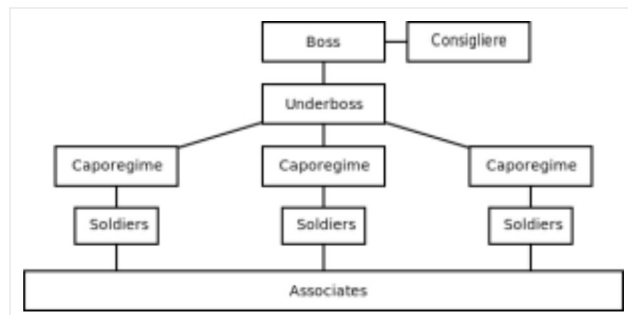 Boss
Consigliere
Underboss
Caporegime
Caporegime
Caporegime
Soldiers
Soldiers
Soldiers
Associates